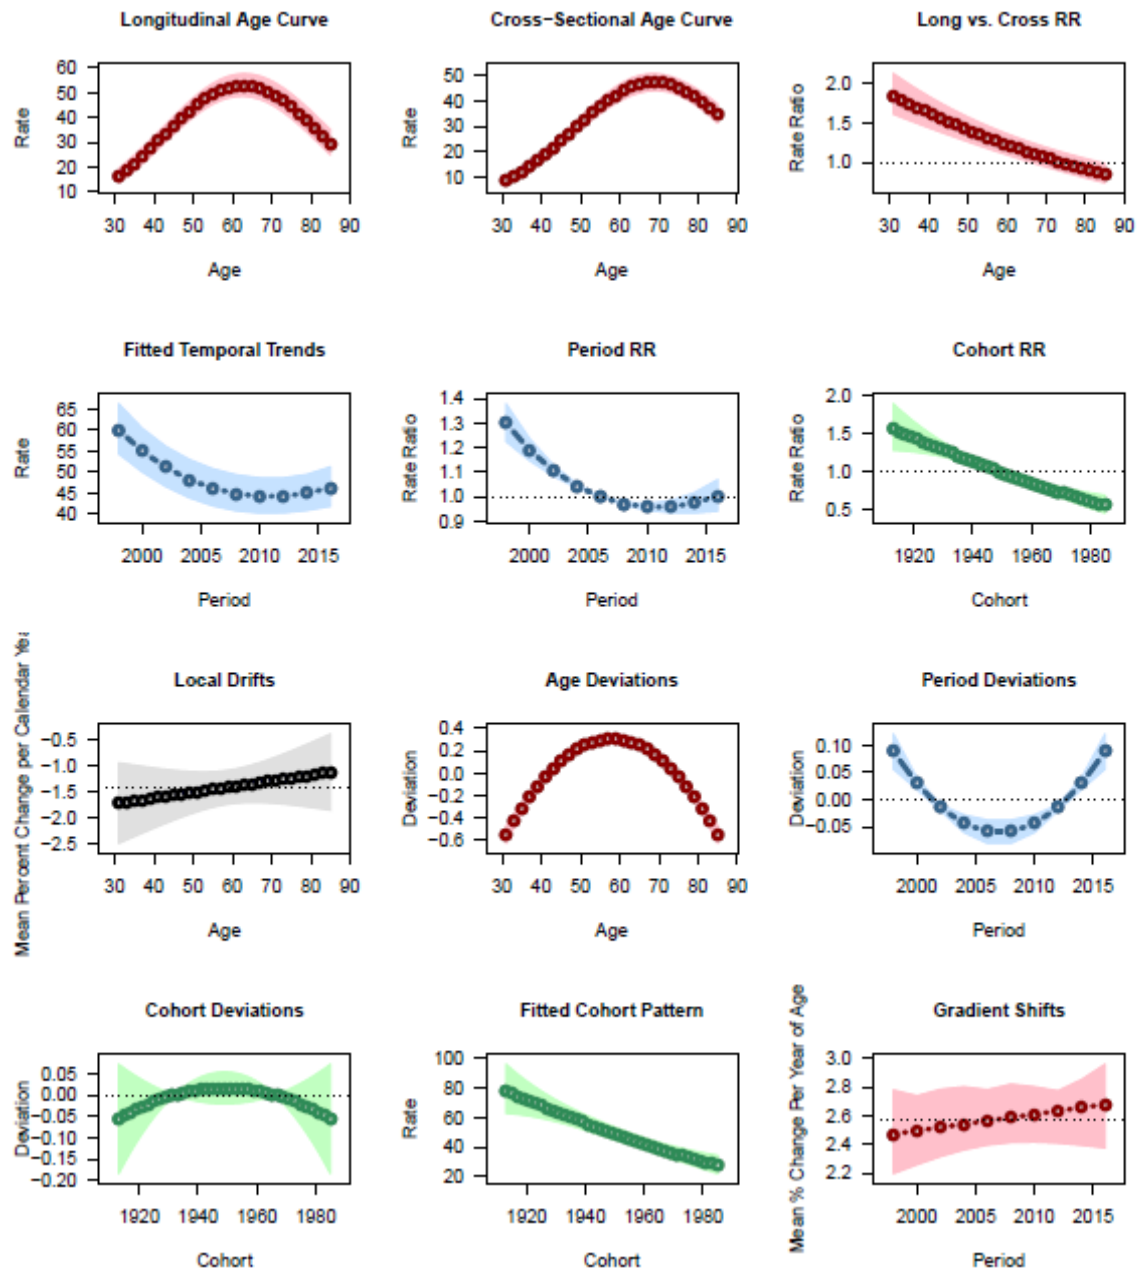 Longitudinal Age Curve
Rate
60
50
40
30
20
10
30 40 50 60 70 80 90
Age
Cross−Sectional Age Curve
Rate
50
40
30
20
10
30 40 50 60 70 80 90
Age
Long vs. Cross RR
Rate Ratio
2.0
1.5
1.0
30 40 50 60 70 80 90
Age
Fitted Temporal Trends
Rate
65
60
55
50
45
40
2000 2005 2010 2015
Period
Period RR
Rate Ratio
1.4
1.3
1.2
1.1
1.0
0.9
2000 2005 2010 2015
Period
Cohort RR
Rate Ratio
2.0
1.5
1.0
0.5
1920 1940 1960 1980
Cohort
Local Drifts
Mean Percent Change per Calendar
−0.5
−1.0
−1.5
−2.0
−2.5
30 40 50 60 70 80 90
Age
Age Deviations
Deviation
0.4
0.2
0.0
−0.2
−0.4
−0.6
30 40 50 60 70 80 90
Age
Period Deviations
Deviation
0.10
0.05
0.00
−0.05
2000 2005 2010 2015
Period
Cohort Deviations
Deviation
0.05
0.00
−0.05
−0.10
−0.15
−0.20
1920 1940 1960 1980
Cohort
Fitted Cohort Pattern
Rate
100
80
60
40
20
1920 1940 1960 1980
Cohort
Gradient Shifts
Mean % Change Per Year of Age
3.0
2.8
2.6
2.4
2.2
2000 2005 2010 2015
Period